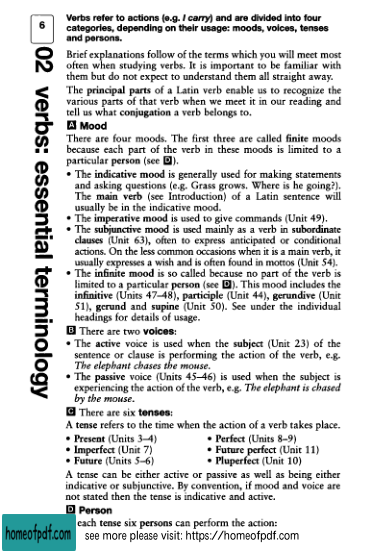 6
02 verbs: essential terminology
Verbs refer to actions (e.g. I carry) and are divided into four
categories, depending on their usage: moods, voices, tenses
and persons.
Brief explanations follow of the terms which you will meet most
often when studying verbs. It is important to be familiar with
them but do not expect to understand them all straight away.
The principal parts of a Latin verb enable us to recognize the
various parts of that verb when we meet it in our reading and
tell us what conjugation a verb belongs to.
A Mood
There are four moods. The first three are called finite moods
because each part of the verb in these moods is limited to a
particular person (see D).
• The indicative mood is generally used for making statements
and asking questions (e.g. Grass grows. Where is he going?).
The main verb (see Introduction) of a Latin sentence will
usually be in the indicative mood.
• The imperative mood is used to give commands (Unit 49).
• The subjunctive mood is used mainly as a verb in subordinate
clauses (Unit 63), often to express anticipated or conditional
actions. On the less common occasions when it is a main verb, it
usually expresses a wish and is often found in mottos (Unit 54).
• The infinite mood is so called because no part of the verb is
limited to a particular person (see D). This mood includes the
infinitive (Units 47–48), participle (Unit 44), gerundive (Unit
51), gerund and supine (Unit 50). See under the individual
headings for details of usage.
B There are two voices:
• The active voice is used when the subject (Unit 23) of the
sentence or clause is performing the action of the verb, e.g.
The elephant chases the mouse.
• The passive voice (Units 45–46) is used when the subject is
experiencing the action of the verb, e.g. The elephant is chased
by the mouse.
C There are six tenses:
A tense refers to the time when the action of a verb takes place.
• Present (Units 3–4)
• Imperfect (Unit 7)
• Future (Units 5–6)
• Perfect (Units 8–9)
• Future perfect (Unit 11)
• Pluperfect (Unit 10)
A tense can be either active or passive as well as being either
indicative or subjunctive. By convention, if mood and voice are
not stated then the tense is indicative and active.
D Person
each tense six persons can perform the action:
homeofpdf.com
see more please visit: https://homeofpdf.com